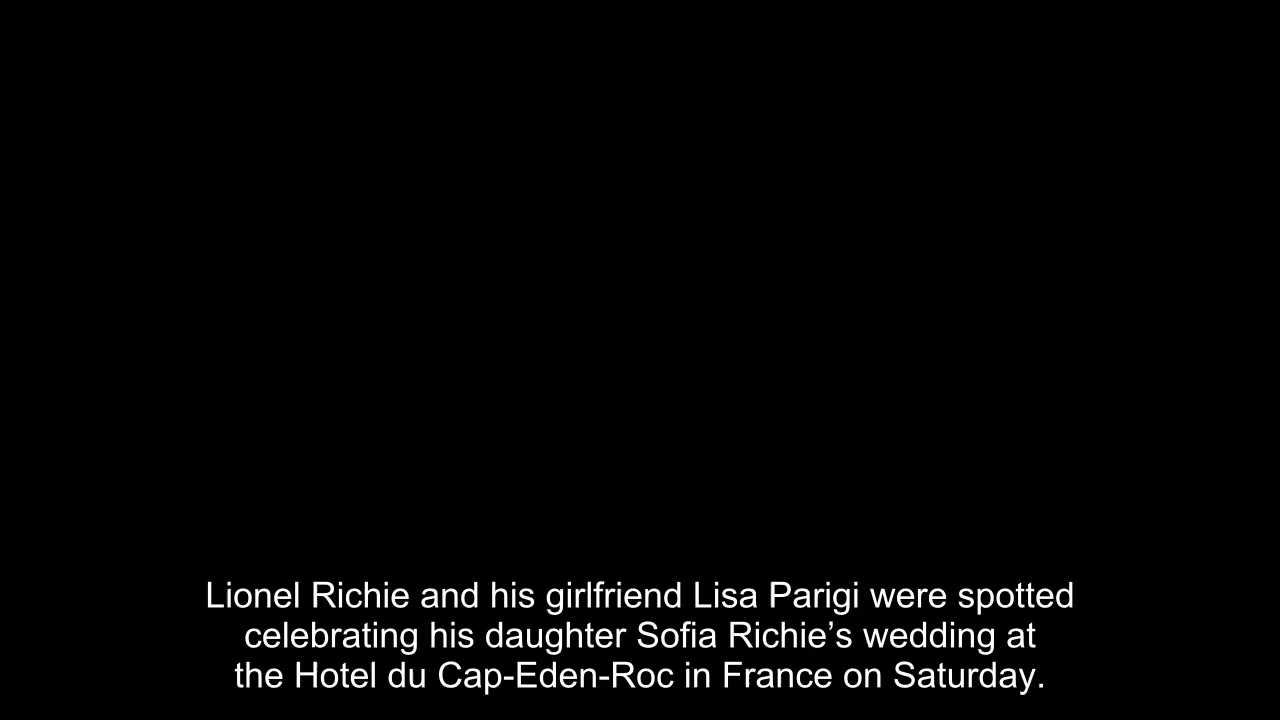 Lionel Richie and his girlfriend Lisa Parigi were spotted
celebrating his daughter Sofia Richie’s wedding at
the Hotel du Cap-Eden-Roc in France on Saturday.